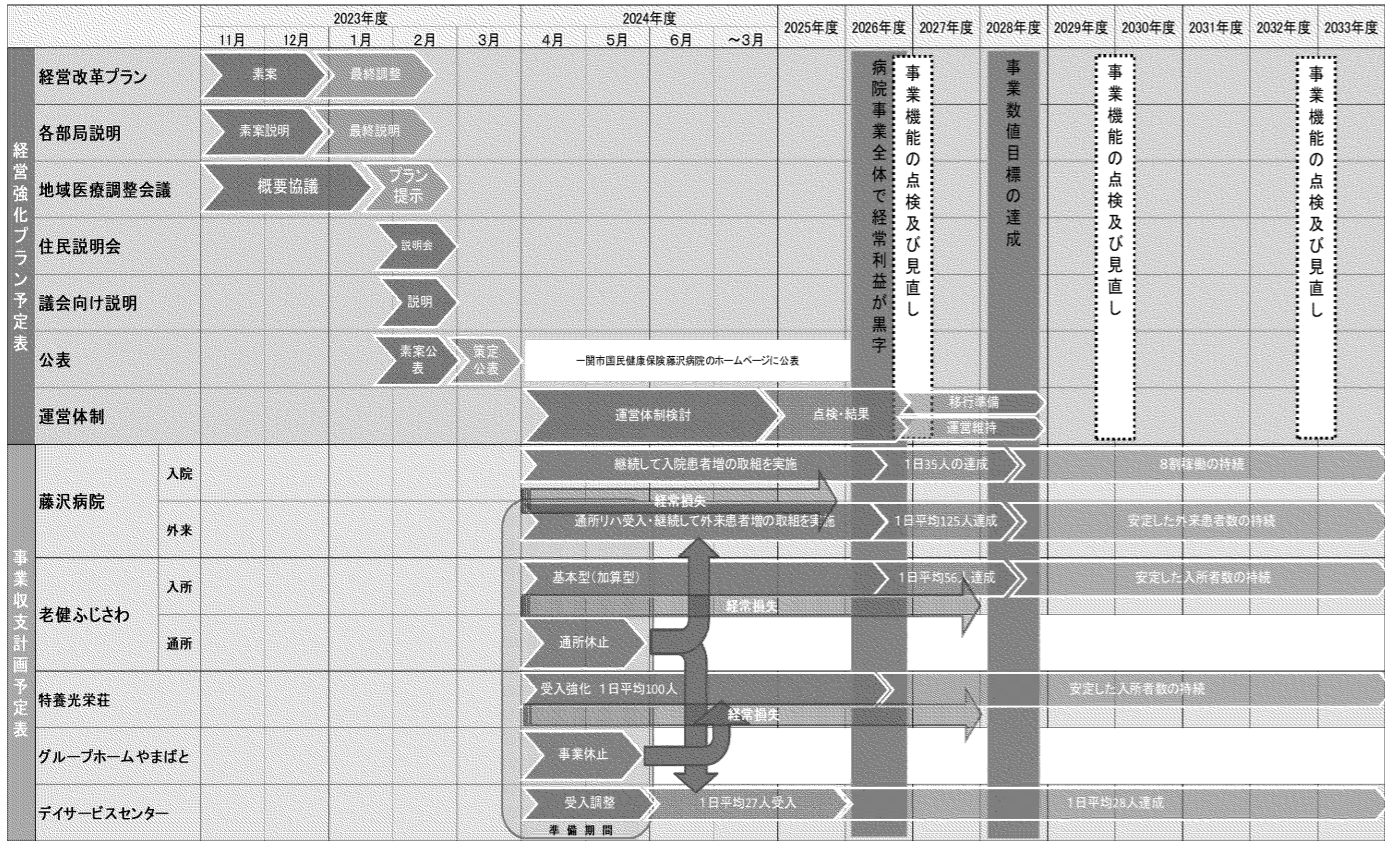 2023年度 2024年度 2025年度 2026年度 2027年度 2028年度 2029年度 2030年度 2031年度 2032年度 2033年度
11月 12月 1月 2月 3月 4月 5月 6月 ～3月
経営強化プラン予定表
経営改革プラン 素案 最終調整
各部局説明 素案説明 最終説明
地域医療調整会議 概要協議 プラン
提示
住民説明会 説明会
議会向け説明 説明
公表 素案公
表 策定
公表 一関市国民健康保険藤沢病院のホームページに公表
運営体制 運営体制検討 点検・結果 移行準備
運営維持
病院事業全体で経常利益が黒字
事業機能の点検及び見直し
事業数値目標の達成
事業機能の点検及び見直し
事業機能の点検及び見直し
事業収支計画予定表
藤沢病院
入院 継続して入院患者増の取組を実施 1日35人の達成 8割稼働の持続
経常損失
外来 通所リハ受入・継続して外来患者増の取組を実施 1日平均125人達成 安定した外来患者数の持続
老健ふじさわ
入所 基本型(加算型) 1日平均56人達成 安定した入所者数の持続
経常損失
通所 通所休止
特養光栄荘 受入強化 1日平均100人 安定した入所者数の持続
経常損失
グループホームやまばと 事業休止
デイサービスセンター 受入調整 1日平均27人受入 1日平均28人達成
準備期間